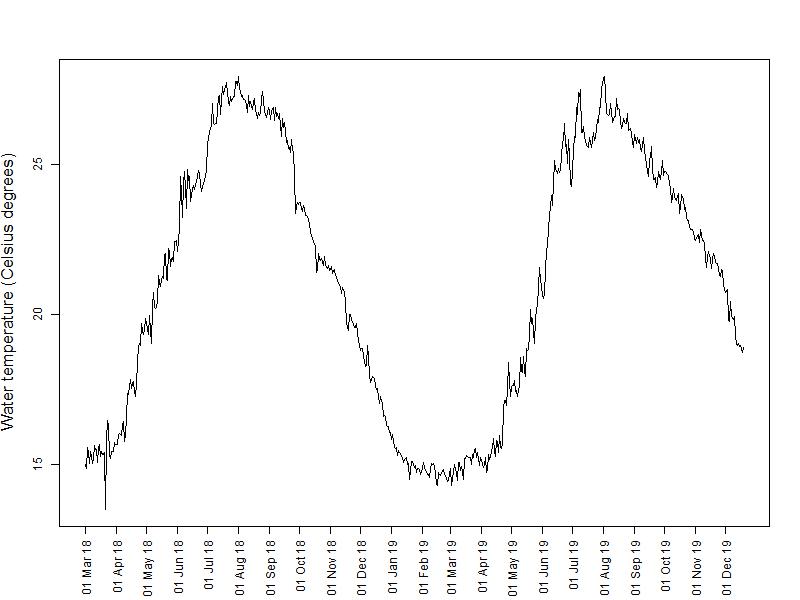 Water temperature (Celsius degrees)
25
20
15
01 Mar 18
01 Apr 18
01 May 18
01 Jun 18
01 Jul 18
01 Aug 18
01 Sep 18
01 Oct 18
01 Nov 18
01 Dec 18
01 Jan 19
01 Feb 19
01 Mar 19
01 Apr 19
01 May 19
01 Jun 19
01 Jul 19
01 Aug 19
01 Sep 19
01 Oct 19
01 Nov 19
01 Dec 19